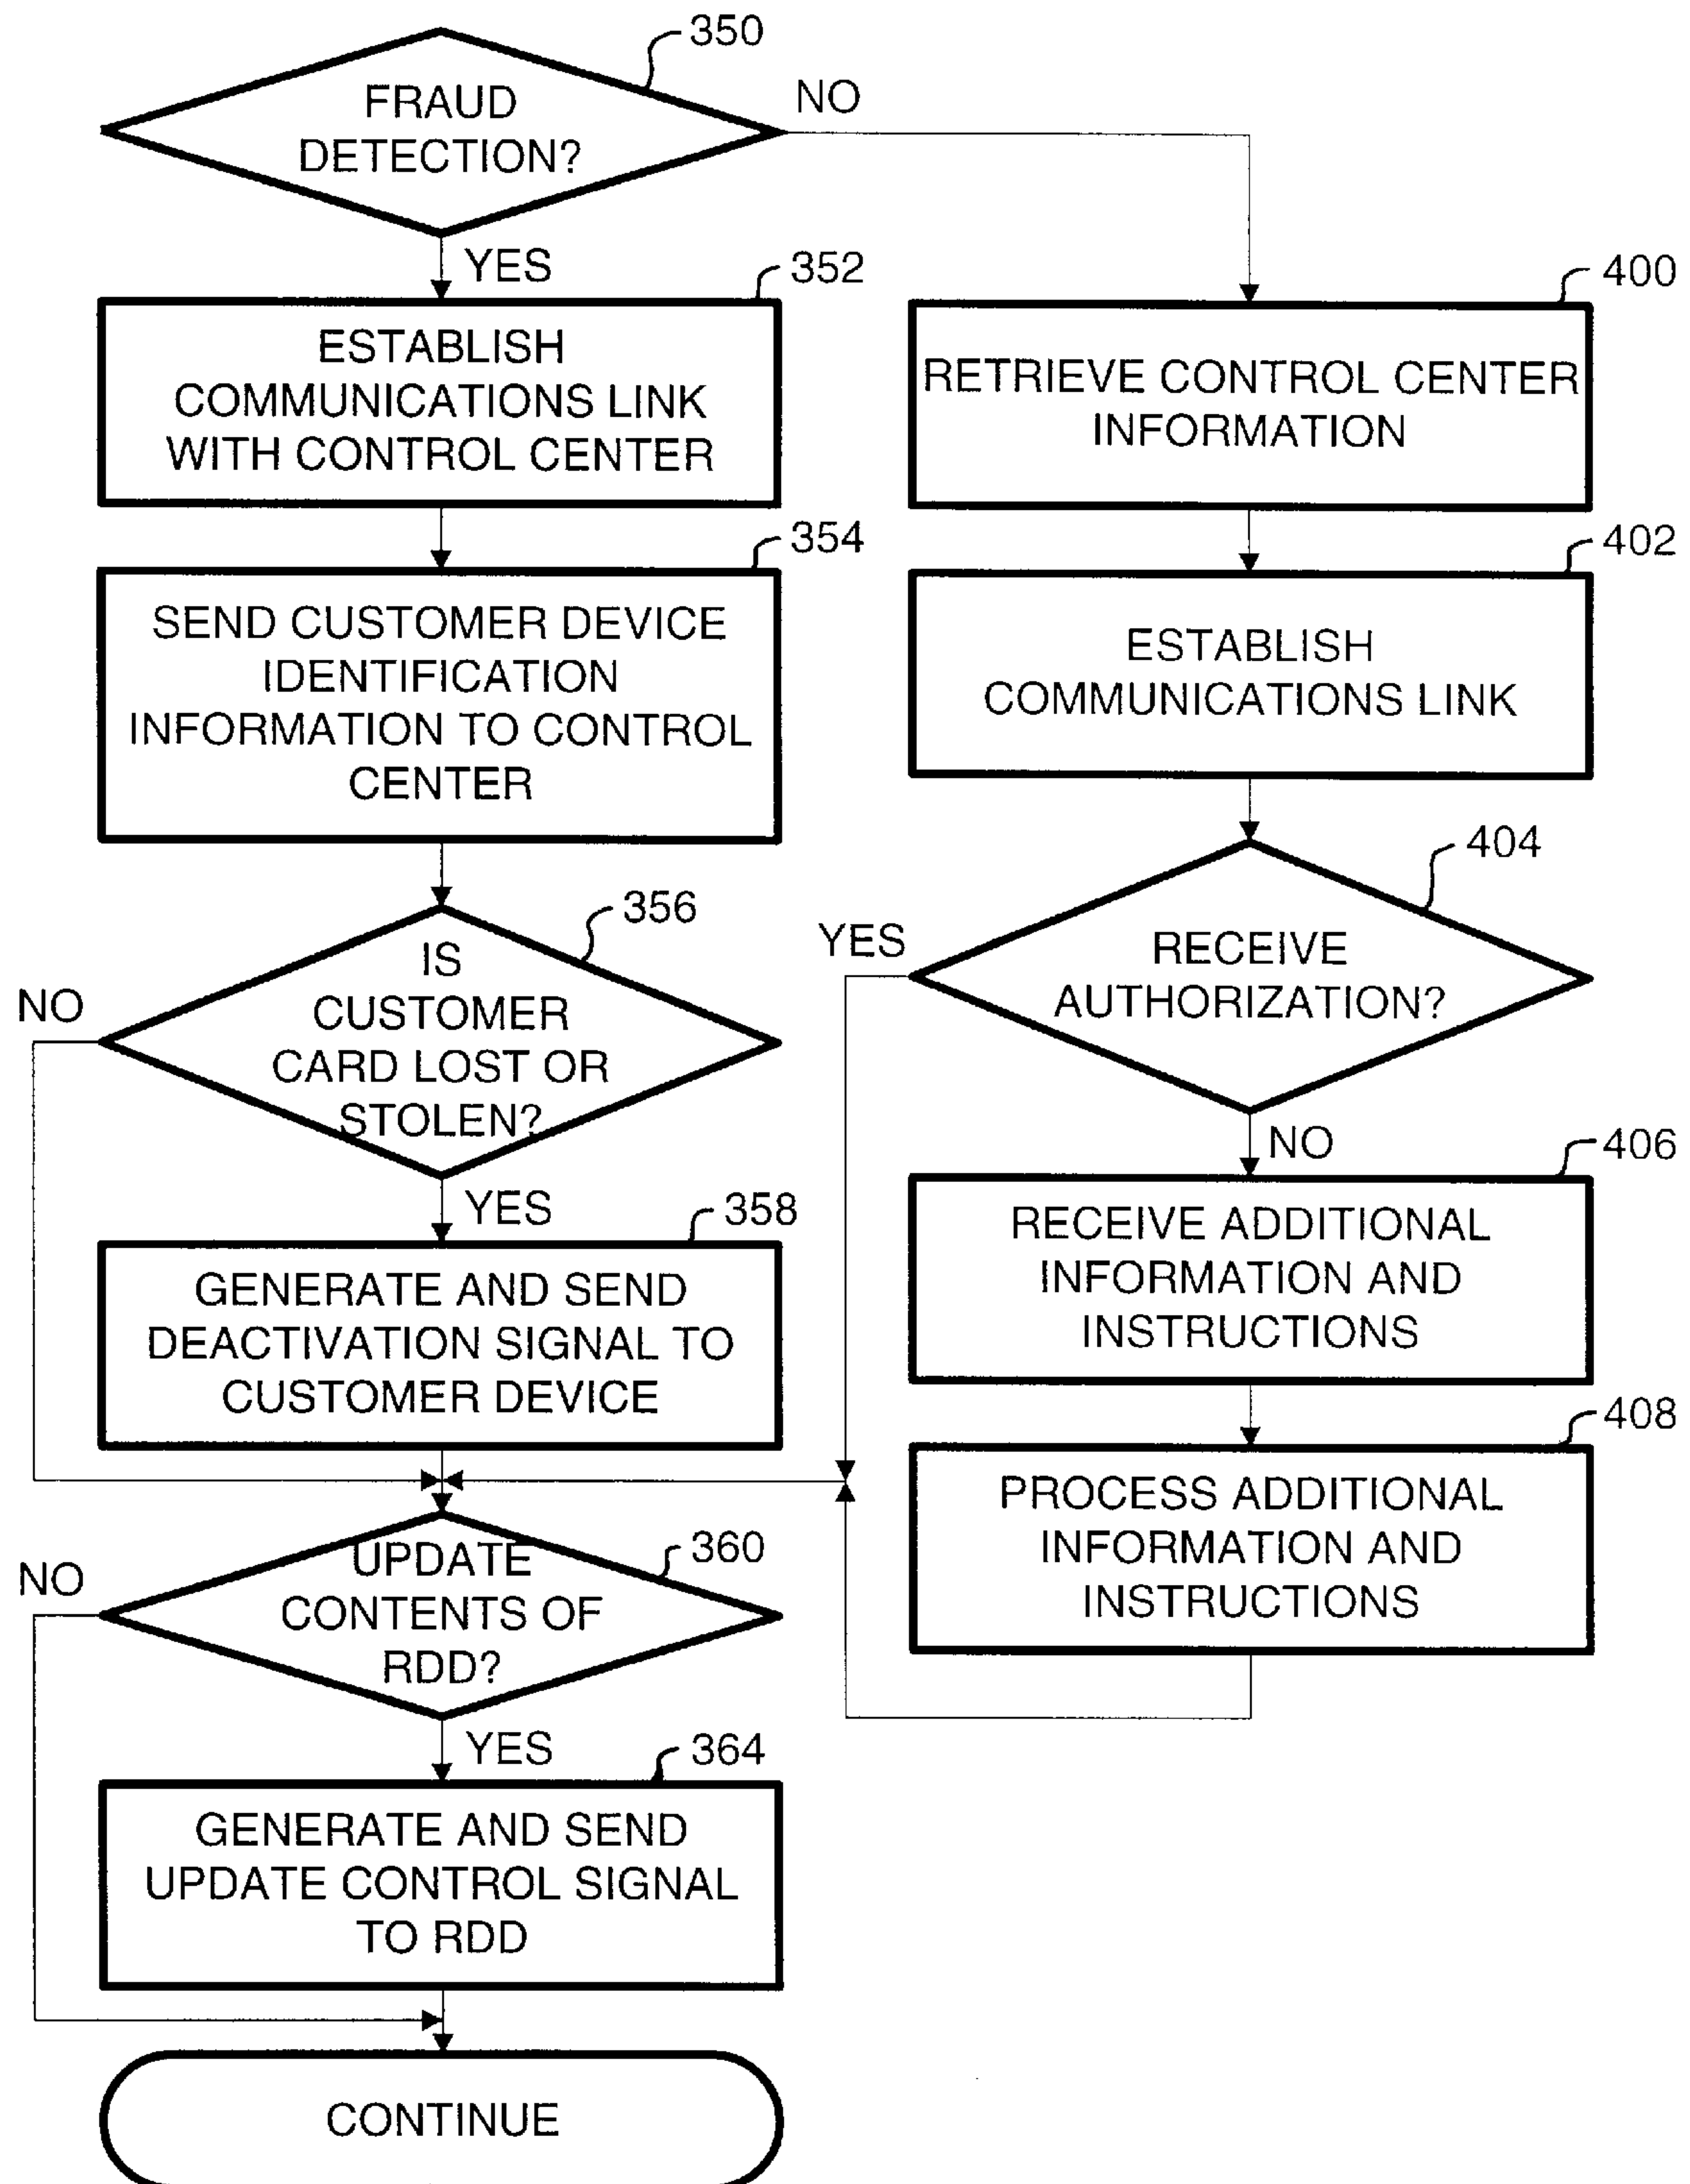 350
FRAUD
DETECTION?
NO
YES
352
ESTABLISH
COMMUNICATIONS LINK
WITH CONTROL CENTER
354
SEND CUSTOMER DEVICE
IDENTIFICATION
INFORMATION TO CONTROL
CENTER
356
IS
CUSTOMER
CARD LOST OR
STOLEN?
NO
YES
358
GENERATE AND SEND
DEACTIVATION SIGNAL TO
CUSTOMER DEVICE
360
UPDATE
CONTENTS OF
RDD?
NO
YES
364
GENERATE AND SEND
UPDATE CONTROL SIGNAL
TO RDD
CONTINUE
400
RETRIEVE CONTROL CENTER
INFORMATION
402
ESTABLISH
COMMUNICATIONS LINK
404
RECEIVE
AUTHORIZATION?
YES
NO
406
RECEIVE ADDITIONAL
INFORMATION AND
INSTRUCTIONS
408
PROCESS ADDITIONAL
INFORMATION AND
INSTRUCTIONS